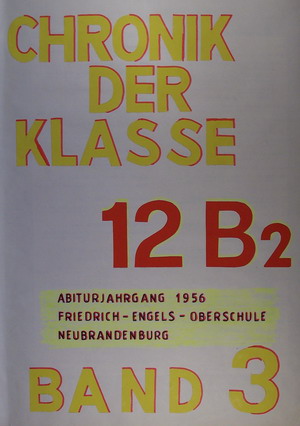 CHRONIK
DER
KLASSE
12 B2
ABITURJAHRGANG 1956
FRIEDRICH-ENGELS-OBERSCHULE
NEUBRANDENBURG
BAND 3